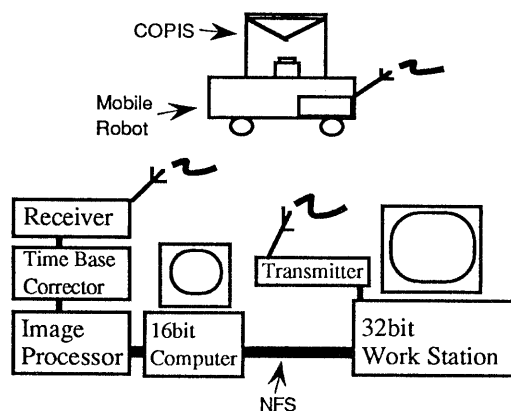 COPIS
Mobile
Robot
Receiver
Time Base
Corrector
Transmitter
Image
Processor
16bit
Computer
32bit
Work Station
NFS